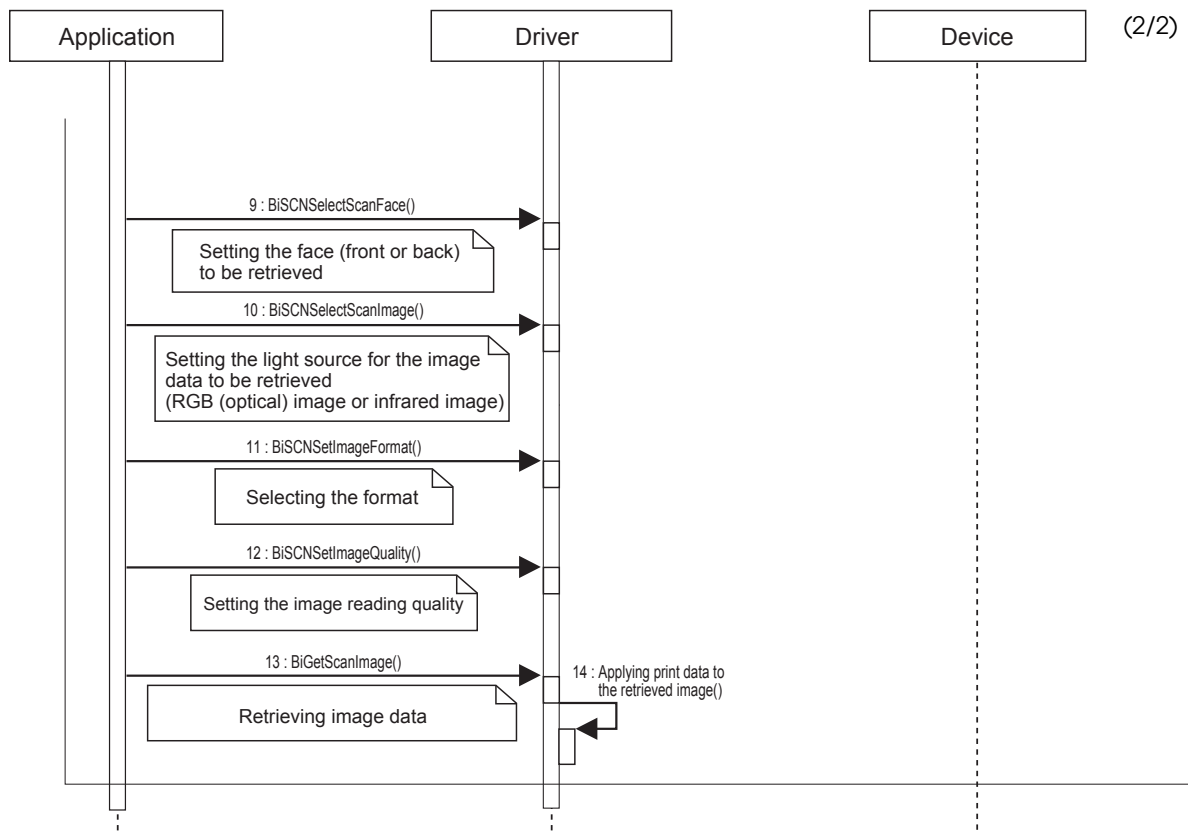 Application
Driver
Device
(2/2)
9 : BiSCNSelectScanFace()
Setting the face (front or back)
to be retrieved
10 : BiSCNSelectScanImage()
Setting the light source for the image
data to be retrieved
(RGB (optical) image or infrared image)
11 : BiSCNSetImageFormat()
Selecting the format
12 : BiSCNSetImageQuality()
Setting the image reading quality
13 : BiGetScanImage()
14 : Applying print data to
the retrieved image()
Retrieving image data